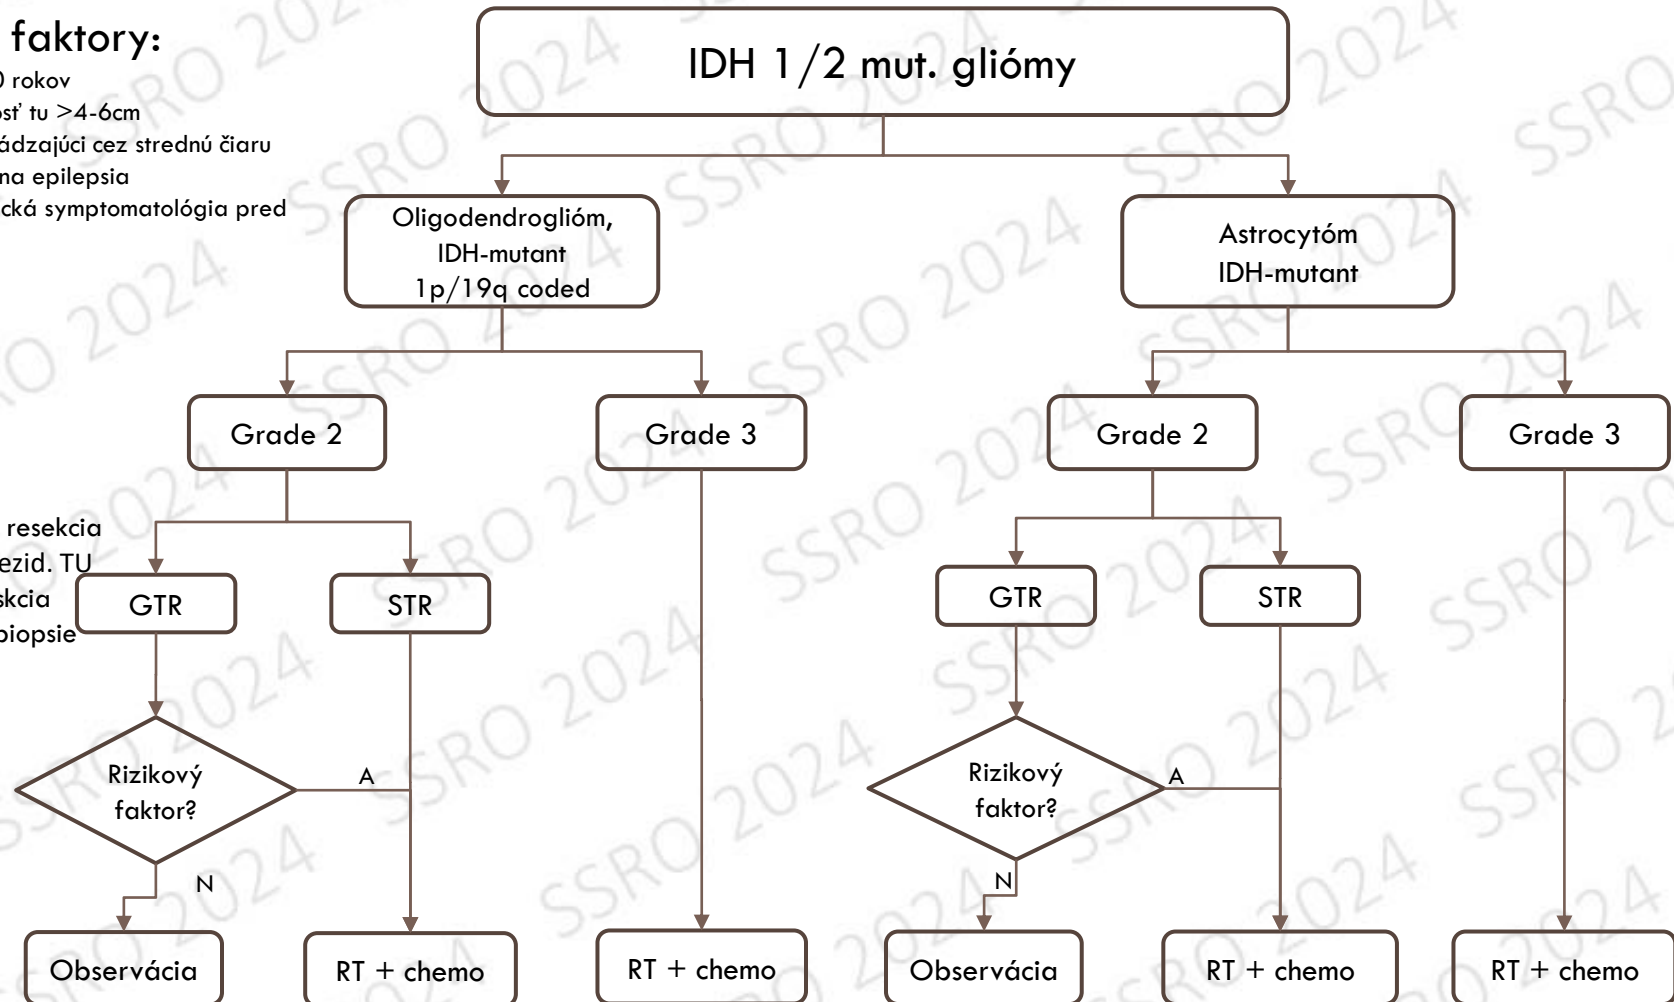 faktory:
0 rokov
osť tu >4-6cm
ádzajúci cez strednú čiaru
na epilepsia
ická symptomatológia pred
IDH 1/2 mut. gliómy
Oligodendroglióm,
IDH-mutant
1p/19q coded
Astrocytóm
IDH-mutant
Grade 2
Grade 3
Grade 2
Grade 3
resekcia
ezid. TU
skcia
biopsie
GTR
STR
GTR
STR
Rizikový
faktor?
A
N
Rizikový
faktor?
A
N
Observácia
RT + chemo
RT + chemo
Observácia
RT + chemo
RT + chemo
SSRO 2024